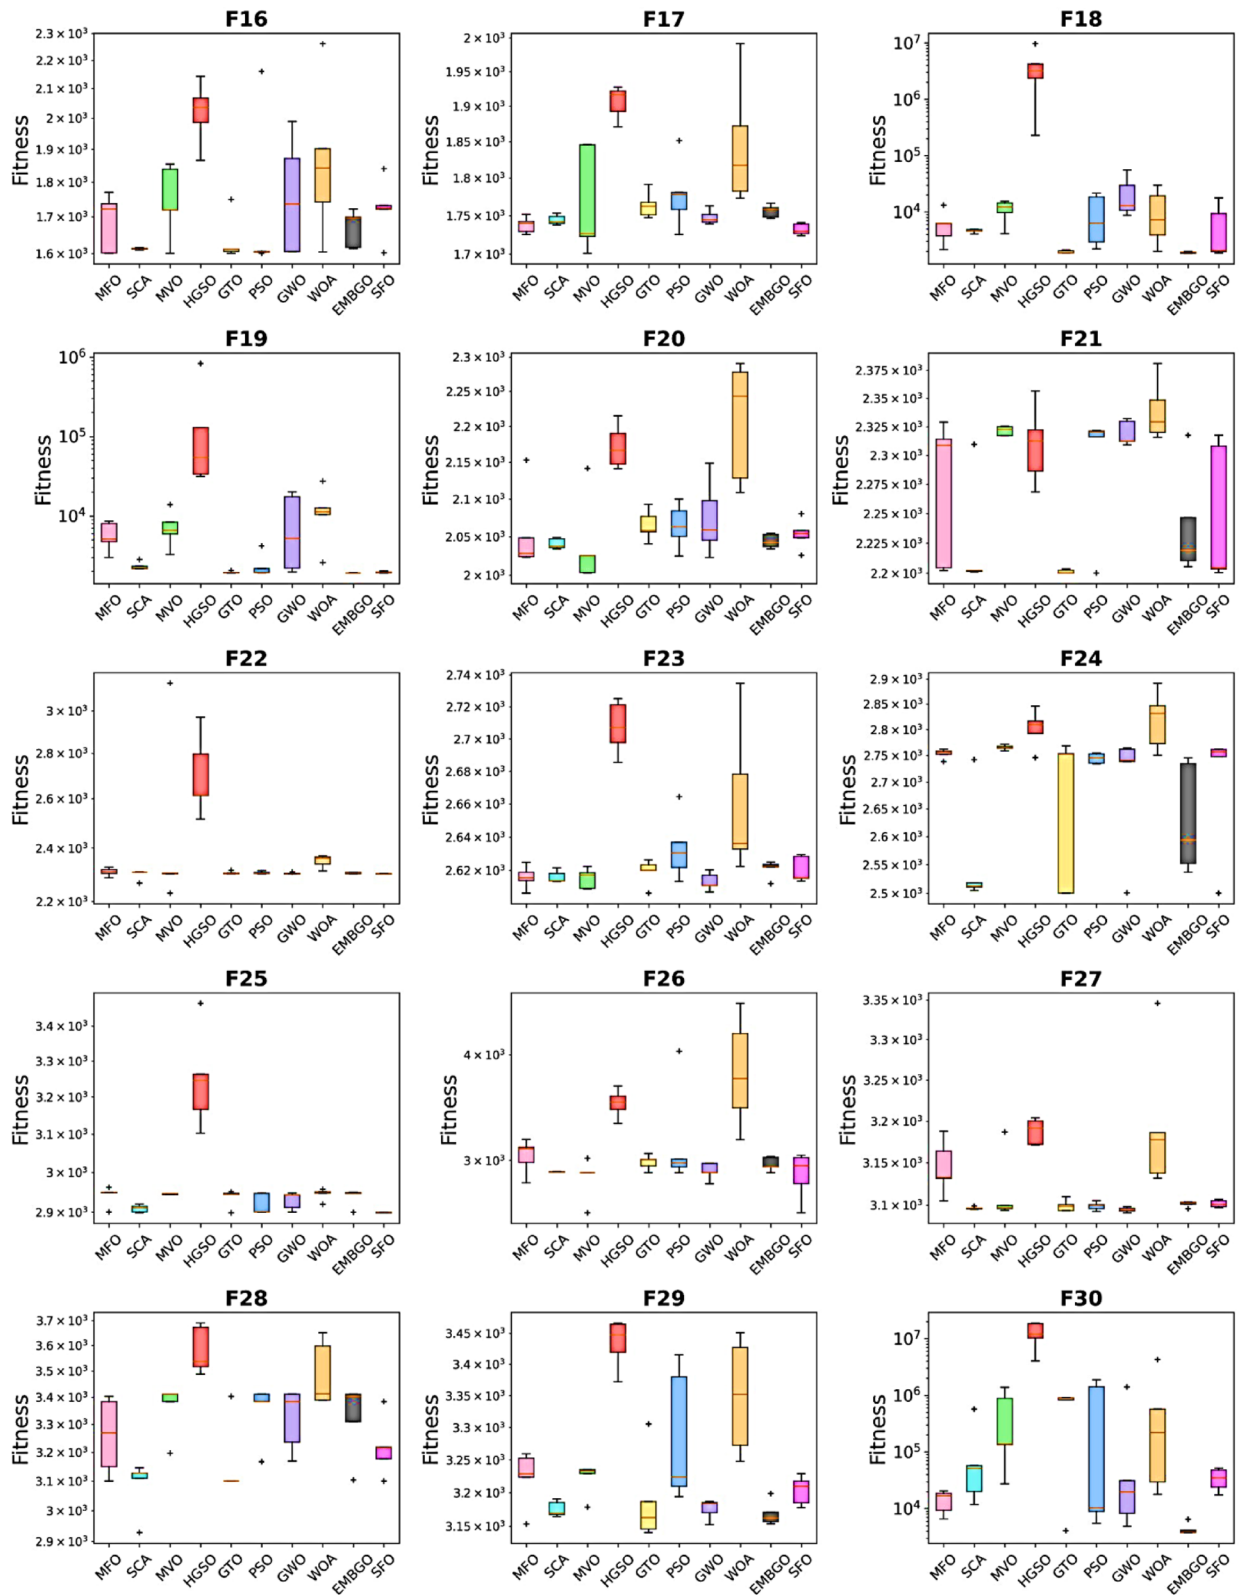 F16
Fitness
2.3 × 10³
2.2 × 10³
2.1 × 10³
2 × 10³
1.9 × 10³
1.8 × 10³
1.7 × 10³
1.6 × 10³
MFO SCA MVO HGSO GTO PSO GWO WOA EMBGO SFO
F17
Fitness
2 × 10³
1.95 × 10³
1.9 × 10³
1.85 × 10³
1.8 × 10³
1.75 × 10³
1.7 × 10³
MFO SCA MVO HGSO GTO PSO GWO WOA EMBGO SFO
F18
Fitness
10⁷
10⁶
10⁵
10⁴
MFO SCA MVO HGSO GTO PSO GWO WOA EMBGO SFO
F19
Fitness
10⁶
10⁵
10⁴
MFO SCA MVO HGSO GTO PSO GWO WOA EMBGO SFO
F20
Fitness
2.3 × 10³
2.25 × 10³
2.2 × 10³
2.15 × 10³
2.1 × 10³
2.05 × 10³
2 × 10³
MFO SCA MVO HGSO GTO PSO GWO WOA EMBGO SFO
F21
Fitness
2.375 × 10³
2.35 × 10³
2.325 × 10³
2.3 × 10³
2.275 × 10³
2.25 × 10³
2.225 × 10³
2.2 × 10³
MFO SCA MVO HGSO GTO PSO GWO WOA EMBGO SFO
F22
Fitness
3 × 10³
2.8 × 10³
2.6 × 10³
2.4 × 10³
2.2 × 10³
MFO SCA MVO HGSO GTO PSO GWO WOA EMBGO SFO
F23
Fitness
2.74 × 10³
2.72 × 10³
2.7 × 10³
2.68 × 10³
2.66 × 10³
2.64 × 10³
2.62 × 10³
MFO SCA MVO HGSO GTO PSO GWO WOA EMBGO SFO
F24
Fitness
2.9 × 10³
2.85 × 10³
2.8 × 10³
2.75 × 10³
2.7 × 10³
2.65 × 10³
2.6 × 10³
2.55 × 10³
2.5 × 10³
MFO SCA MVO HGSO GTO PSO GWO WOA EMBGO SFO
F25
Fitness
3.4 × 10³
3.3 × 10³
3.2 × 10³
3.1 × 10³
3 × 10³
2.9 × 10³
MFO SCA MVO HGSO GTO PSO GWO WOA EMBGO SFO
F26
Fitness
4 × 10³
3 × 10³
MFO SCA MVO HGSO GTO PSO GWO WOA EMBGO SFO
F27
Fitness
3.35 × 10³
3.3 × 10³
3.25 × 10³
3.2 × 10³
3.15 × 10³
3.1 × 10³
MFO SCA MVO HGSO GTO PSO GWO WOA EMBGO SFO
F28
Fitness
3.7 × 10³
3.6 × 10³
3.5 × 10³
3.4 × 10³
3.3 × 10³
3.2 × 10³
3.1 × 10³
3 × 10³
2.9 × 10³
MFO SCA MVO HGSO GTO PSO GWO WOA EMBGO SFO
F29
Fitness
3.45 × 10³
3.4 × 10³
3.35 × 10³
3.3 × 10³
3.25 × 10³
3.2 × 10³
3.15 × 10³
MFO SCA MVO HGSO GTO PSO GWO WOA EMBGO SFO
F30
Fitness
10⁷
10⁶
10⁵
10⁴
MFO SCA MVO HGSO GTO PSO GWO WOA EMBGO SFO